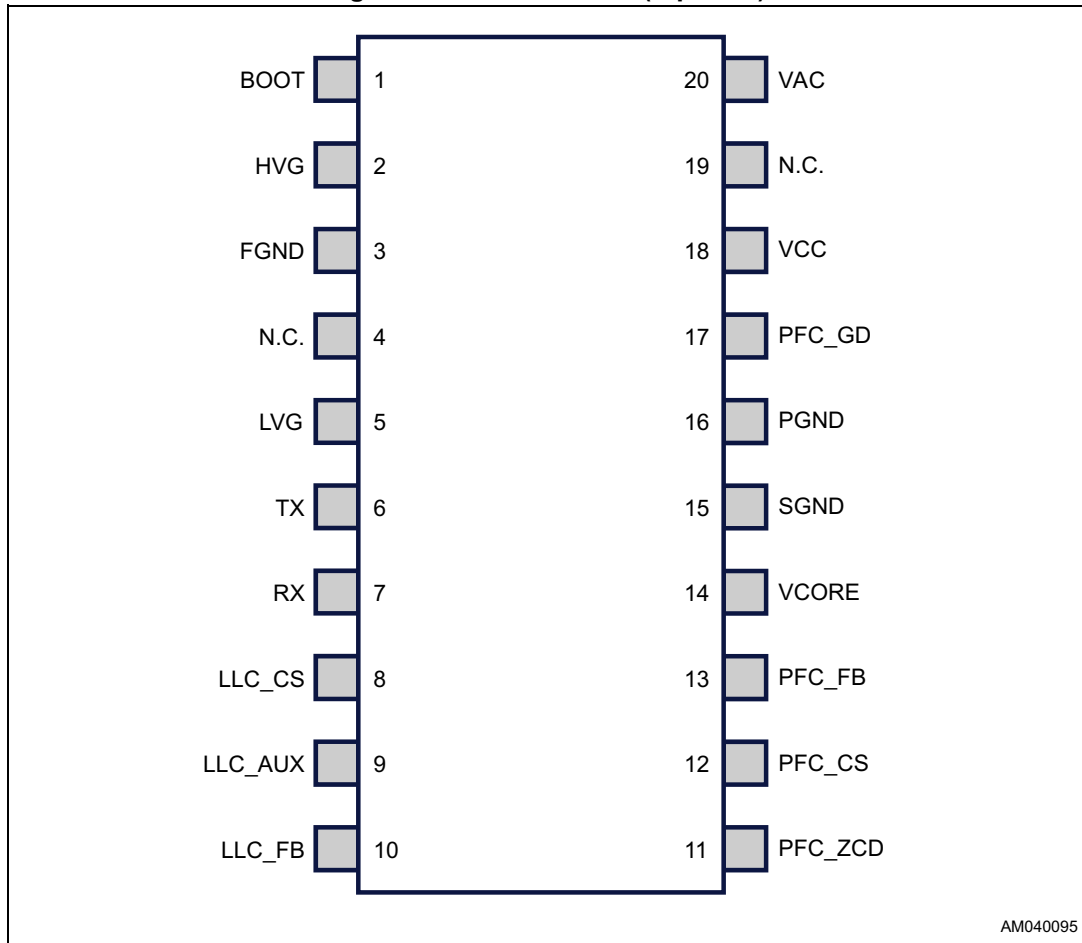 BOOT 1 20 VAC
HVG 2 19 N.C.
FGND 3 18 VCC
N.C. 4 17 PFC_GD
LVG 5 16 PGND
TX 6 15 SGND
RX 7 14 VCORE
LLC_CS 8 13 PFC_FB
LLC_AUX 9 12 PFC_CS
LLC_FB 10 11 PFC_ZCD
AM040095